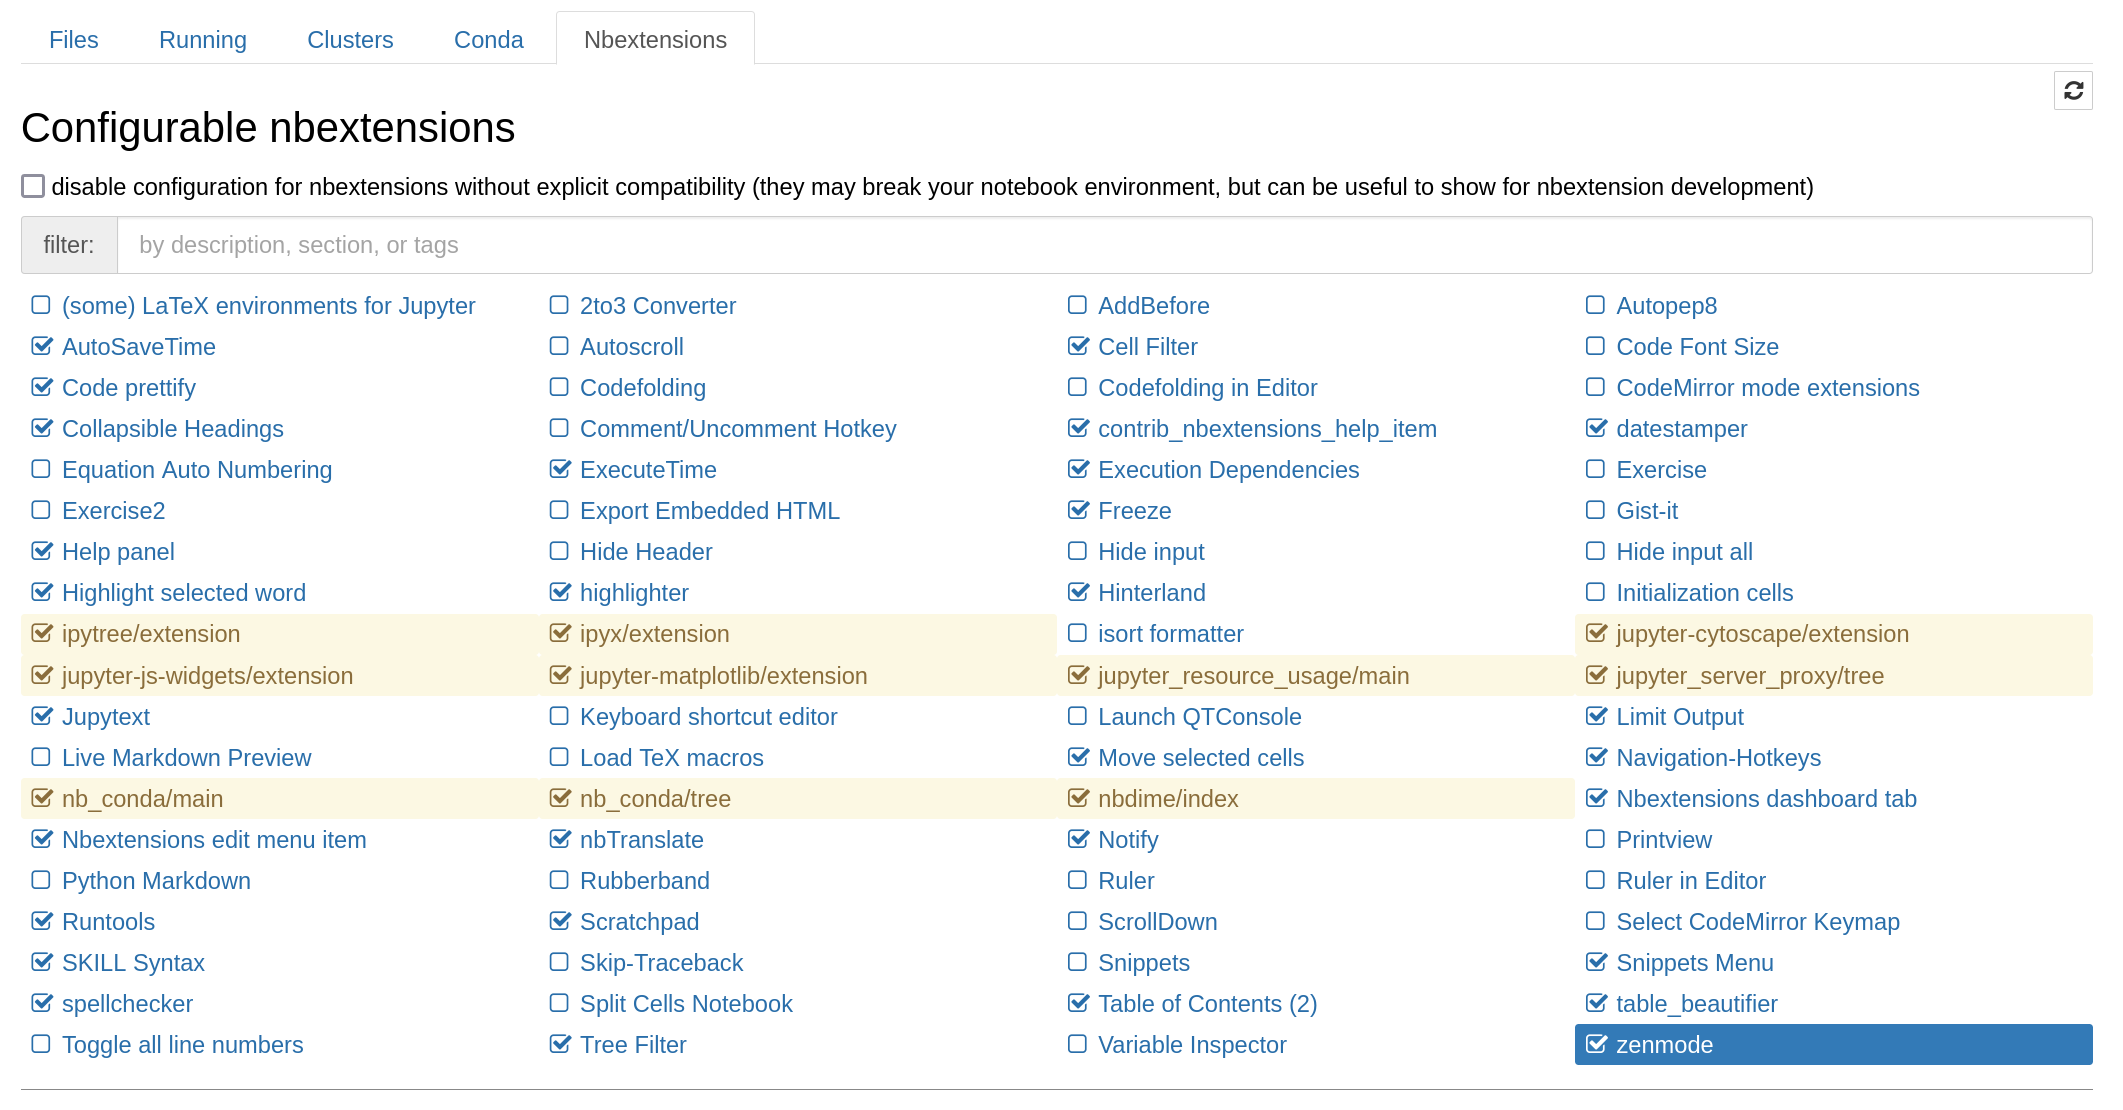 Files Running Clusters Conda Nbextensions
Configurable nbextensions
disable configuration for nbextensions without explicit compatibility (they may break your notebook environment, but can be useful to show for nbextension development)
filter: by description, section, or tags
(some) LaTeX environments for Jupyter 2to3 Converter AddBefore Autopep8
AutoSaveTime Autoscroll Cell Filter Code Font Size
Code prettify Codefolding Codefolding in Editor CodeMirror mode extensions
Collapsible Headings Comment/Uncomment Hotkey contrib_nbextensions_help_item datestamper
Equation Auto Numbering ExecuteTime Execution Dependencies Exercise
Exercise2 Export Embedded HTML Freeze Gist-it
Help panel Hide Header Hide input Hide input all
Highlight selected word highlighter Hinterland Initialization cells
ipytree/extension ipyx/extension isort formatter jupyter-cytoscape/extension
jupyter-js-widgets/extension jupyter-matplotlib/extension jupyter_resource_usage/main jupyter_server_proxy/tree
Jupytext Keyboard shortcut editor Launch QTConsole Limit Output
Live Markdown Preview Load TeX macros Move selected cells Navigation-Hotkeys
nb_conda/main nb_conda/tree nbdime/index Nbextensions dashboard tab
Nbextensions edit menu item nbTranslate Notify Printview
Python Markdown Rubberband Ruler Ruler in Editor
Runtools Scratchpad ScrollDown Select CodeMirror Keymap
SKILL Syntax Skip-Traceback Snippets Snippets Menu
spellchecker Split Cells Notebook Table of Contents (2) table_beautifier
Toggle all line numbers Tree Filter Variable Inspector zenmode